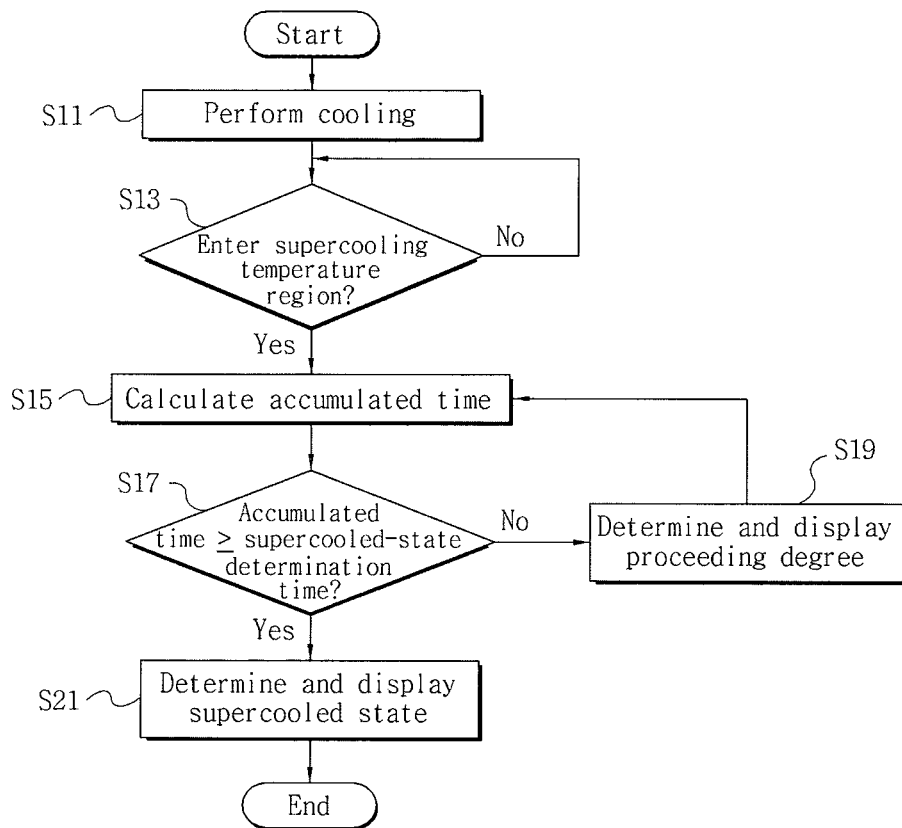 Start
S11
Perform cooling
S13
Enter supercooling
temperature
region?
No
Yes
S15
Calculate accumulated time
S17
Accumulated
time ≥ supercooled-state
determination
time?
No
S19
Determine and display
proceeding degree
Yes
S21
Determine and display
supercooled state
End